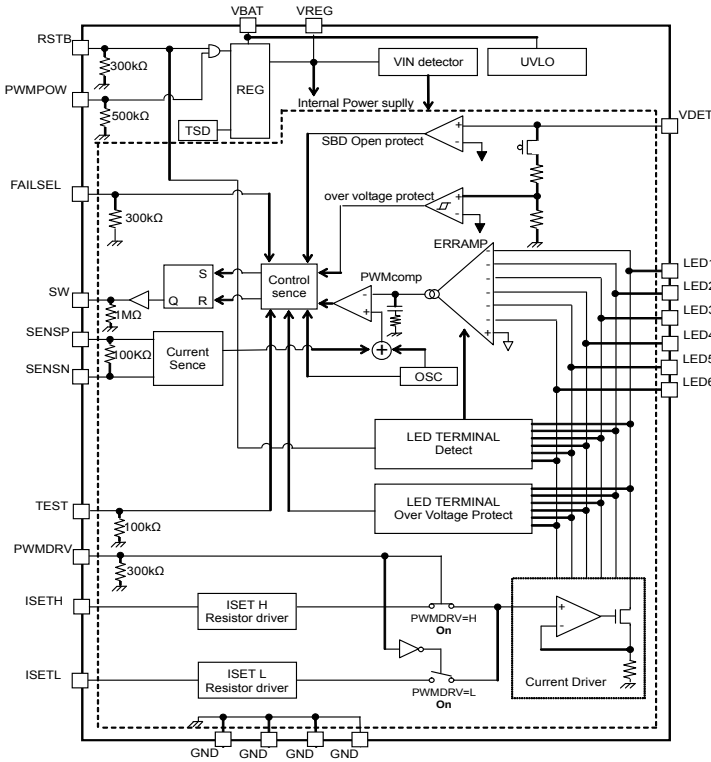 VBAT
VREG
RSTB
300kΩ
PWMPOW
500kΩ
REG
TSD
VIN detector
UVLO
Internal Power suplly
VDET
SBD Open protect
+
-
FAILSEL
300kΩ
over voltage protect
+
-
ERRAMP
S
R
Q
Control
sence
PWMcomp
-
+
-
-
-
-
-
-
+
LED1
LED2
LED3
LED4
LED5
LED6
SW
1MΩ
SENSP
100KΩ
SENSN
Current
Sence
+
OSC
LED TERMINAL
Detect
LED TERMINAL
Over Voltage Protect
TEST
100kΩ
PWMDRV
300kΩ
ISETH
ISET H
Resistor driver
PWMDRV=H
On
+
-
Current Driver
ISETL
ISET L
Resistor driver
PWMDRV=L
On
GND
GND
GND
GND